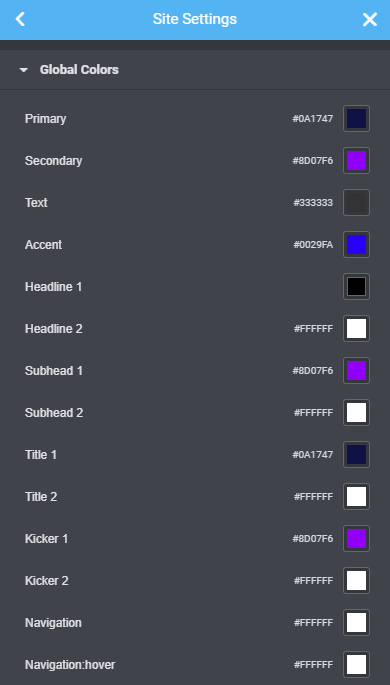 Site Settings
Global Colors
Primary #0A1747
Secondary #8D07F6
Text #333333
Accent #0029FA
Headline 1
Headline 2 #FFFFFF
Subhead 1 #8D07F6
Subhead 2 #FFFFFF
Title 1 #0A1747
Title 2 #FFFFFF
Kicker 1 #8D07F6
Kicker 2 #FFFFFF
Navigation #FFFFFF
Navigation:hover #FFFFFF